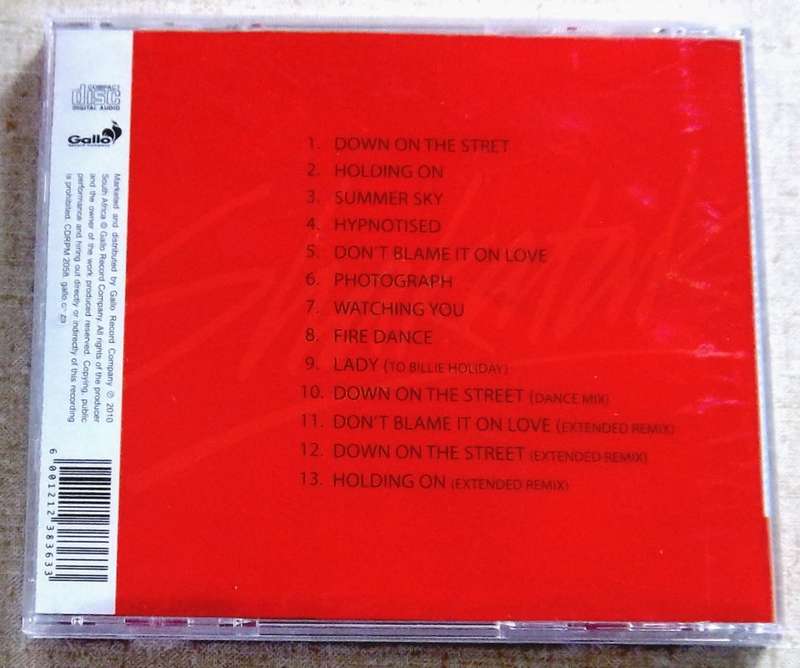 COMPACT
disc
DIGITAL AUDIO
Gallo
1. DOWN ON THE STRET
2. HOLDING ON
3. SUMMER SKY
4. HYPNOTISED
5. DON'T BLAME IT ON LOVE
6. PHOTOGRAPH
7. WATCHING YOU
8. FIRE DANCE
9. LADY (TO BILLIE HOLIDAY)
10. DOWN ON THE STREET (DANCE MIX)
11. DON'T BLAME IT ON LOVE (EXTENDED REMIX)
12. DOWN ON THE STREET (EXTENDED REMIX)
13. HOLDING ON (EXTENDED REMIX)
Marketed and distributed by Gallo Record Company ℗ 2010
South Africa © Gallo Record Company. All rights of the producer
and the owner of the work produced reserved. Copying, public
performance and hiring out directly or indirectly of this recording
is prohibited. CDRPM 2058.
6 001212 383633